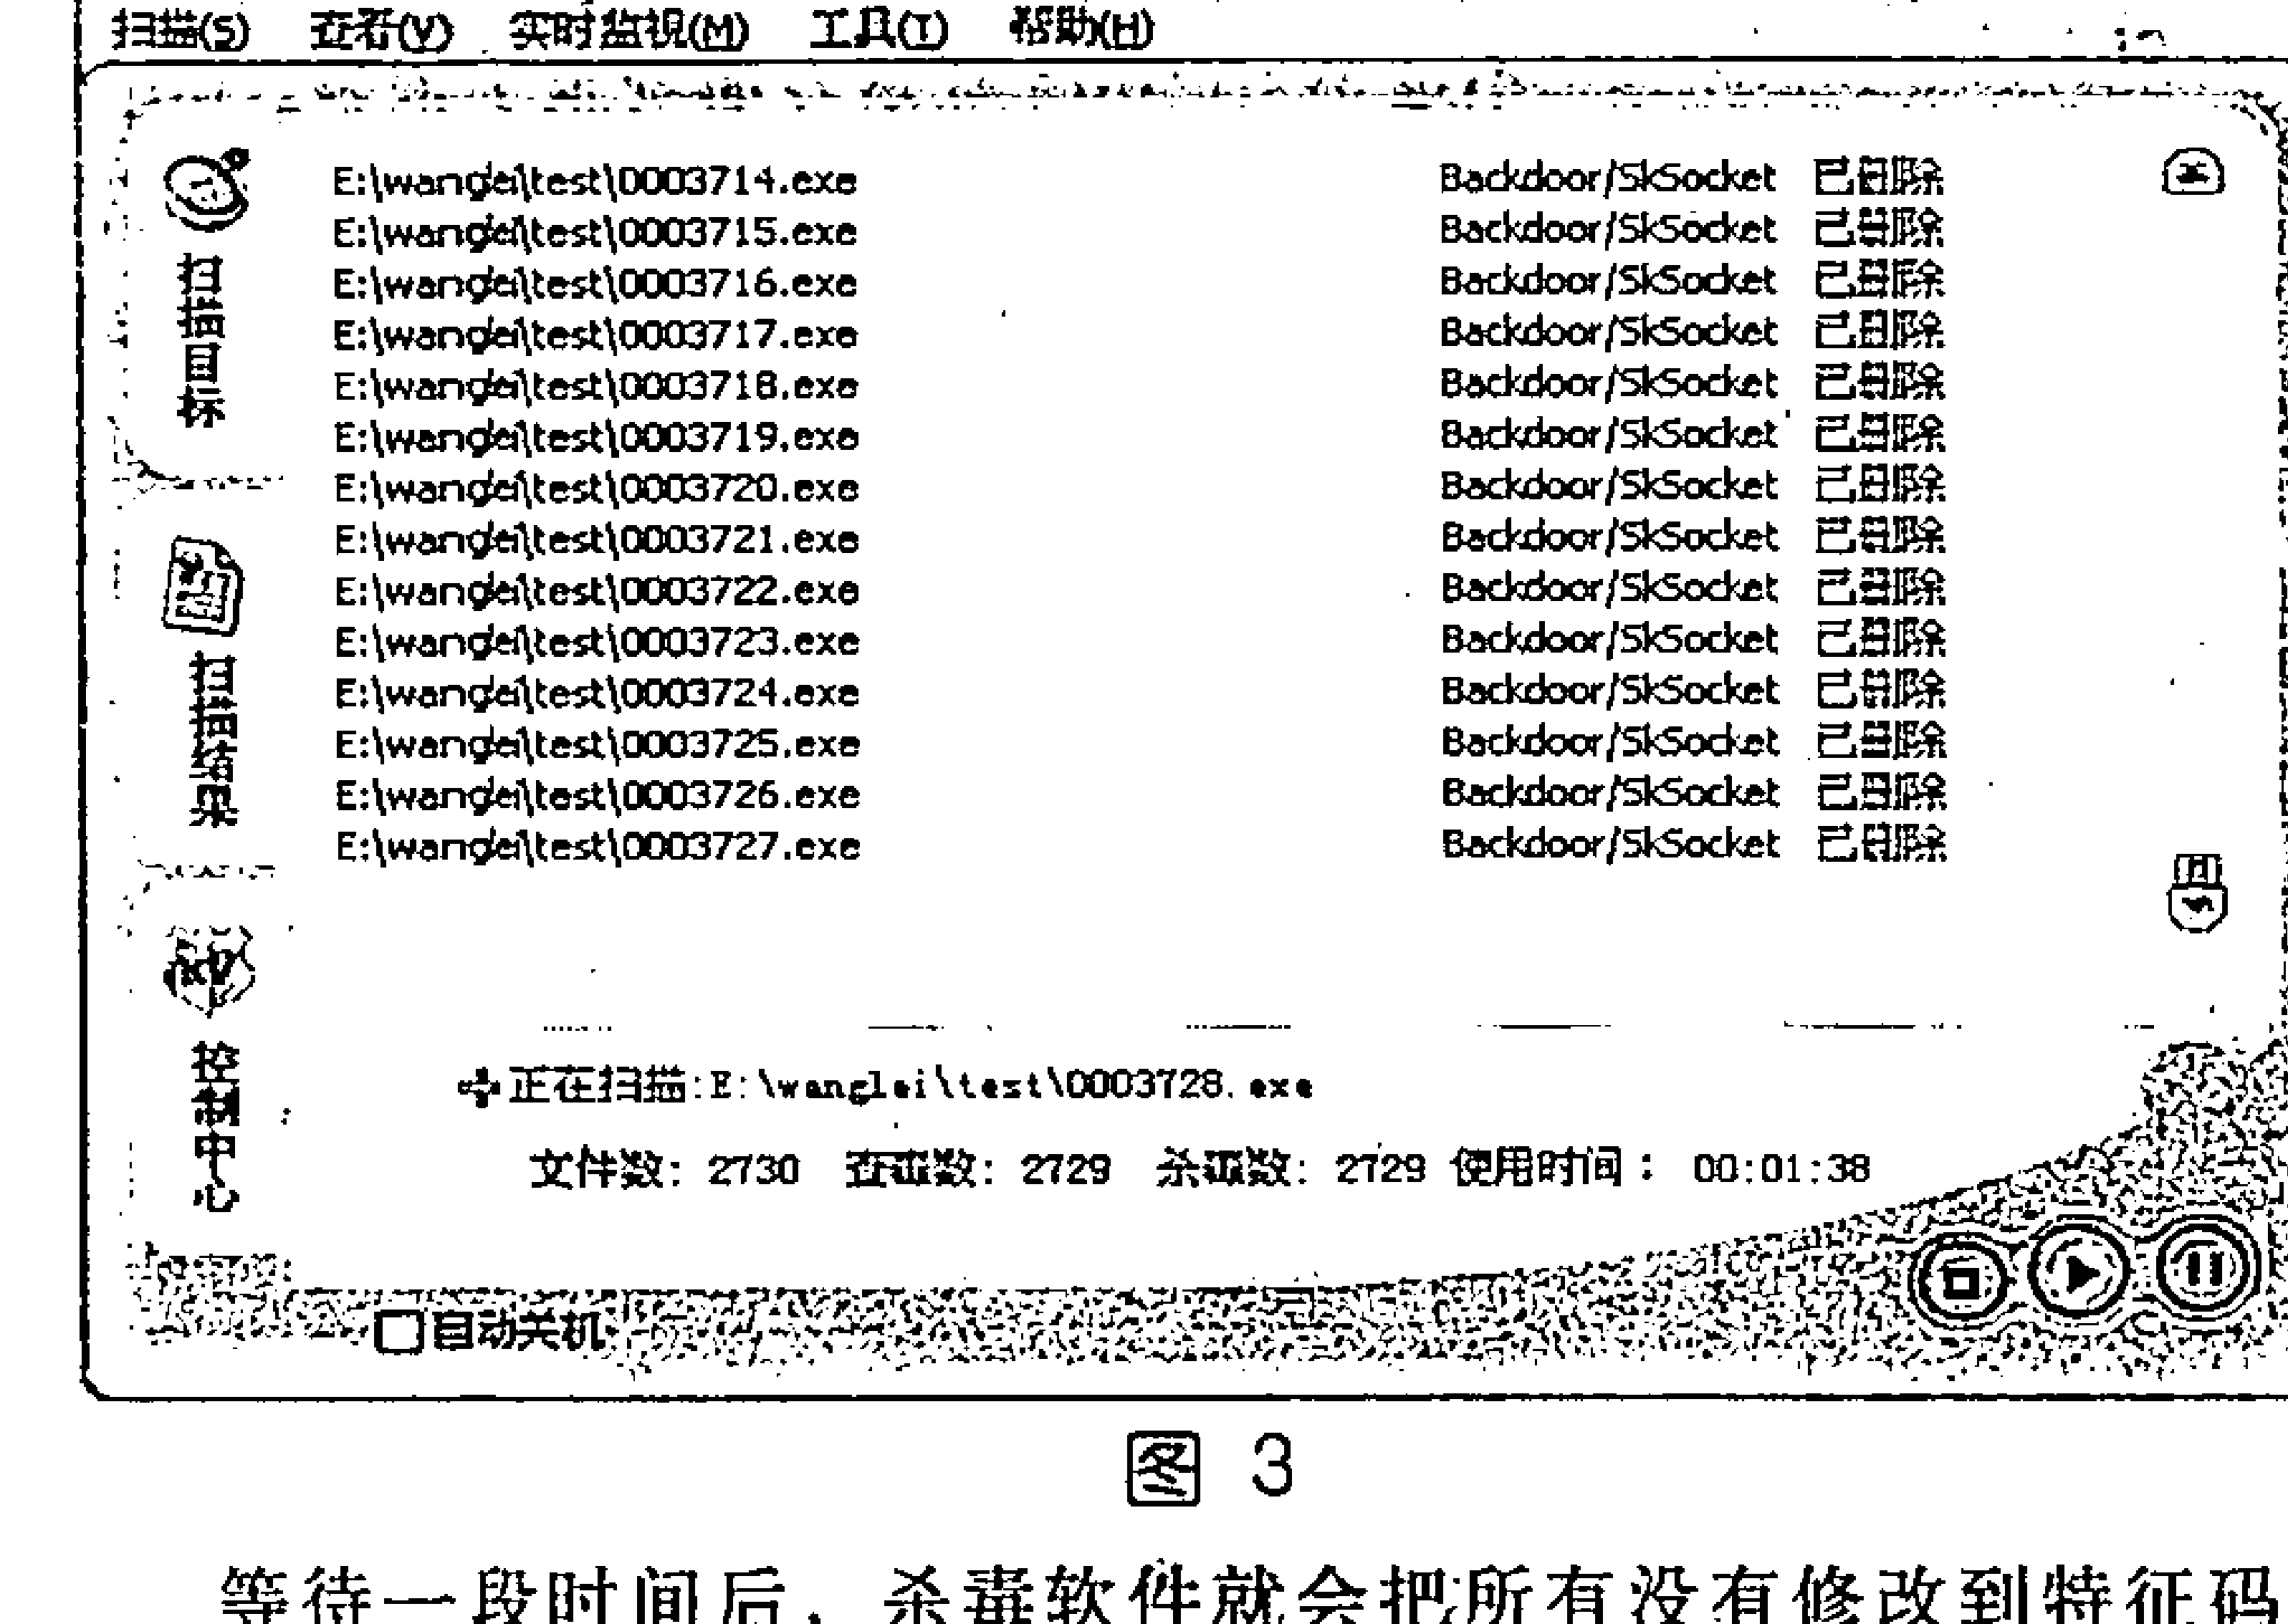 扫描(S) 查看(V) 实时监视(M) 工具(T) 帮助(H)
扫描目标
扫描结果
控制中心
E:\wanglei\test\0003714.exe Backdoor/SkSocket 已删除
E:\wanglei\test\0003715.exe Backdoor/SkSocket 已删除
E:\wanglei\test\0003716.exe Backdoor/SkSocket 已删除
E:\wanglei\test\0003717.exe Backdoor/SkSocket 已删除
E:\wanglei\test\0003718.exe Backdoor/SkSocket 已删除
E:\wanglei\test\0003719.exe Backdoor/SkSocket 已删除
E:\wanglei\test\0003720.exe Backdoor/SkSocket 已删除
E:\wanglei\test\0003721.exe Backdoor/SkSocket 已删除
E:\wanglei\test\0003722.exe Backdoor/SkSocket 已删除
E:\wanglei\test\0003723.exe Backdoor/SkSocket 已删除
E:\wanglei\test\0003724.exe Backdoor/SkSocket 已删除
E:\wanglei\test\0003725.exe Backdoor/SkSocket 已删除
E:\wanglei\test\0003726.exe Backdoor/SkSocket 已删除
E:\wanglei\test\0003727.exe Backdoor/SkSocket 已删除
正在扫描:E:\wanglei\test\0003728.exe
文件数: 2730 查毒数: 2729 杀毒数: 2729 使用时间: 00:01:38
自动关机
图 3
等待一段时间后，杀毒软件就会把所有没有修改到特征码